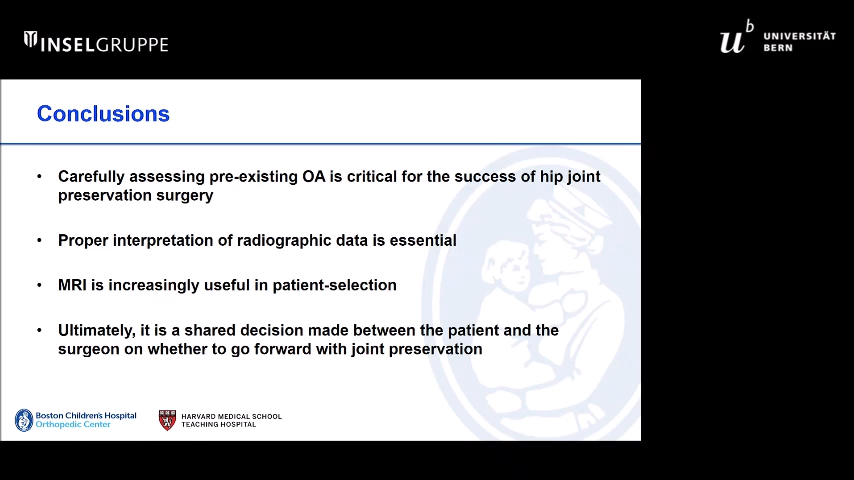 INSELGRUPPE
u b UNIVERSITÄT
BERN
Conclusions
• Carefully assessing pre-existing OA is critical for the success of hip joint
preservation surgery
• Proper interpretation of radiographic data is essential
• MRI is increasingly useful in patient-selection
• Ultimately, it is a shared decision made between the patient and the
surgeon on whether to go forward with joint preservation
Boston Children's Hospital
Orthopedic Center
HARVARD MEDICAL SCHOOL
TEACHING HOSPITAL